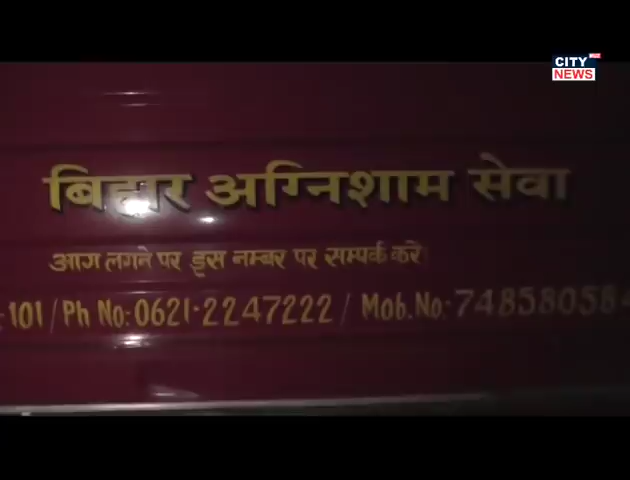 CITY
NEWS
बिहार अग्निशाम सेवा
आग लगने पर इस नम्बर पर सम्पर्क करें
-101 / Ph No:0621-2247222 / Mob.No:-748580584